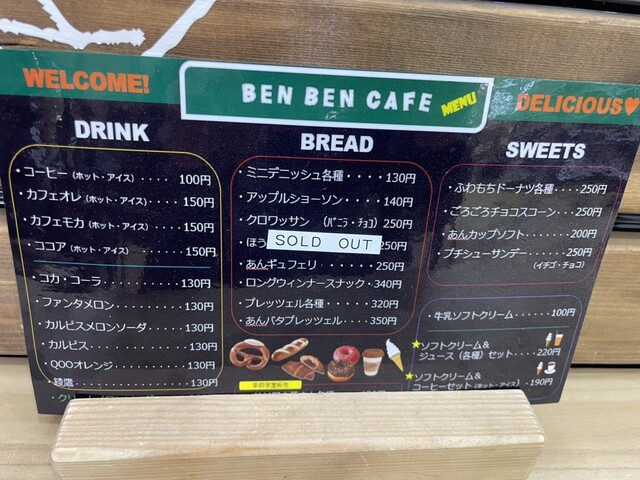 WELCOME!
BEN BEN CAFE
MENU
DELICIOUS♥
DRINK
・コーヒー (ホット・アイス)・・・・100円
・カフェオレ (ホット・アイス)・・・・150円
・カフェモカ (ホット・アイス)・・・・150円
・ココア (ホット・アイス)・・・・150円
・コカ・コーラ・・・・・・130円
・ファンタメロン・・・・130円
・カルピスメロンソーダ・・・・130円
・カルピス・・・・・・130円
・QOOオレンジ・・・・130円
・綾鷹・・・・・・130円
BREAD
・ミニデニッシュ各種・・・・130円
・アップルショーソン・・・・140円
・クロワッサン (バニラ・チョコ) 250円
・ほう SOLD OUT 250円
・あんギュフェリ・・・・250円
・ロングウィンナースナック・・340円
・プレッツェル各種・・・・320円
・あんバタプレッツェル・・・・350円
SWEETS
・ふわもちドーナツ各種・・・・250円
・ごろごろチョコスコーン・・・250円
・あんカップソフト・・・・200円
・プチシューサンデー・・・・250円
(イチゴ・チョコ)
・牛乳ソフトクリーム・・・・100円
★ソフトクリーム&
ジュース (各種) セット・・・・220円
★ソフトクリーム&
コーヒーセット (ホット・アイス)・・190円